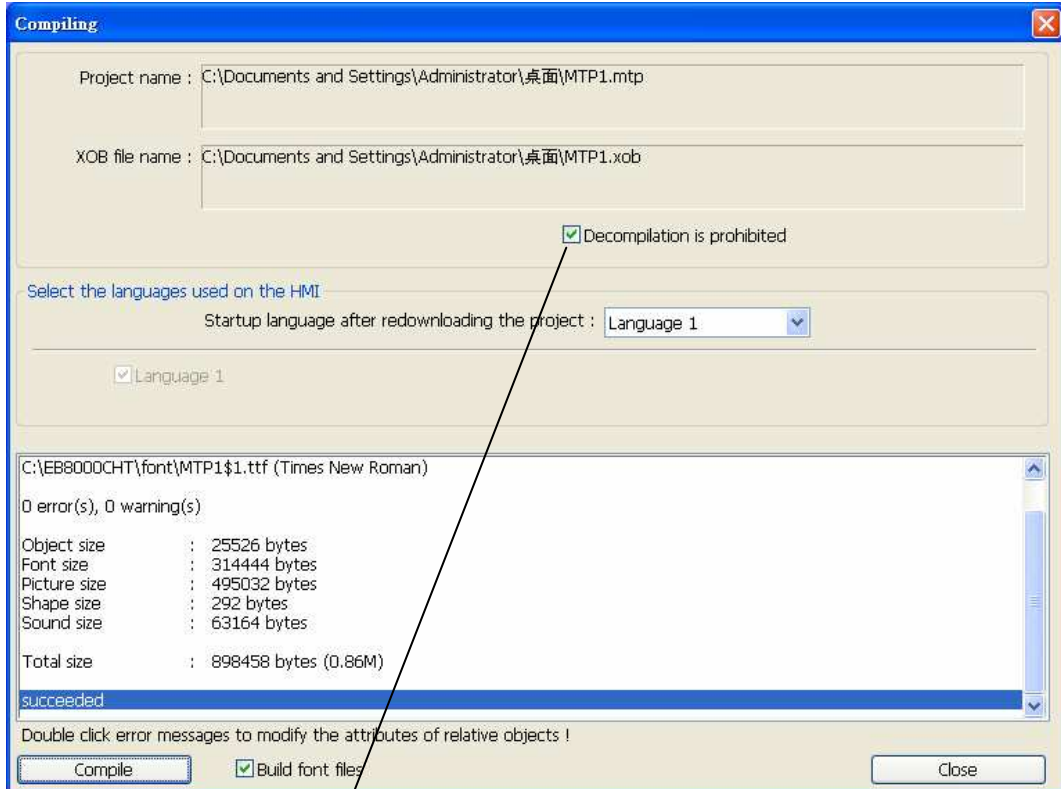 Compiling
Project name : C:\Documents and Settings\Administrator\桌面\MTP1.mtp
XOB file name : C:\Documents and Settings\Administrator\桌面\MTP1.xob
Decompilation is prohibited
Select the languages used on the HMI
Startup language after redownloading the project : Language 1
Language 1
C:\EB8000CHT\font\MTP1$1.ttf (Times New Roman)
0 error(s), 0 warning(s)
Object size : 25526 bytes
Font size : 314444 bytes
Picture size : 495032 bytes
Shape size : 292 bytes
Sound size : 63164 bytes
Total size : 898458 bytes (0.86M)
succeeded
Double click error messages to modify the attributes of relative objects !
Compile Build font files Close